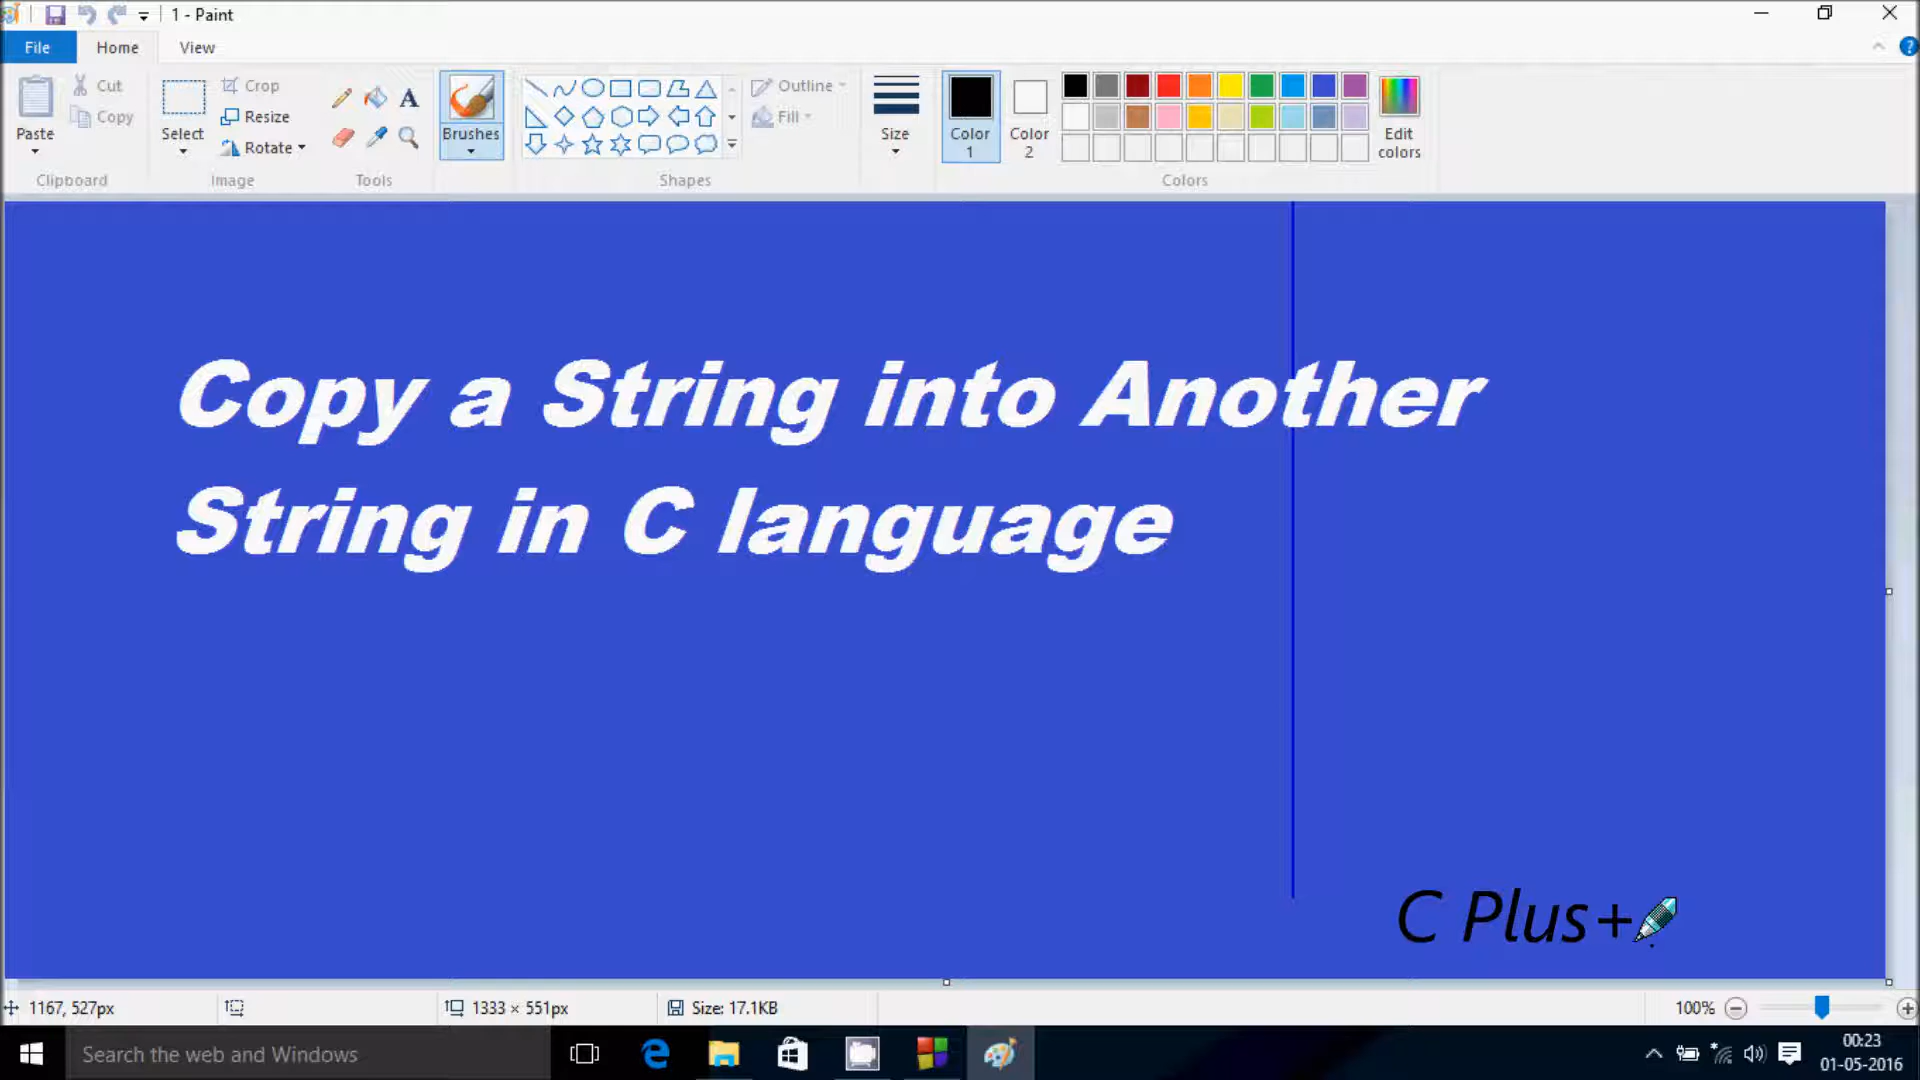 1 - Paint
File
Home
View
Paste
Cut
Copy
Clipboard
Select
Crop
Resize
Rotate
Image
A
Tools
Brushes
Shapes
Outline
Fill
Size
Color
1
Color
2
Edit
colors
Colors
Copy a String into Another
String in C language
C Plus+
1167, 527px
1333 × 551px
Size: 17.1KB
100%
Search the web and Windows
00:23
01-05-2016